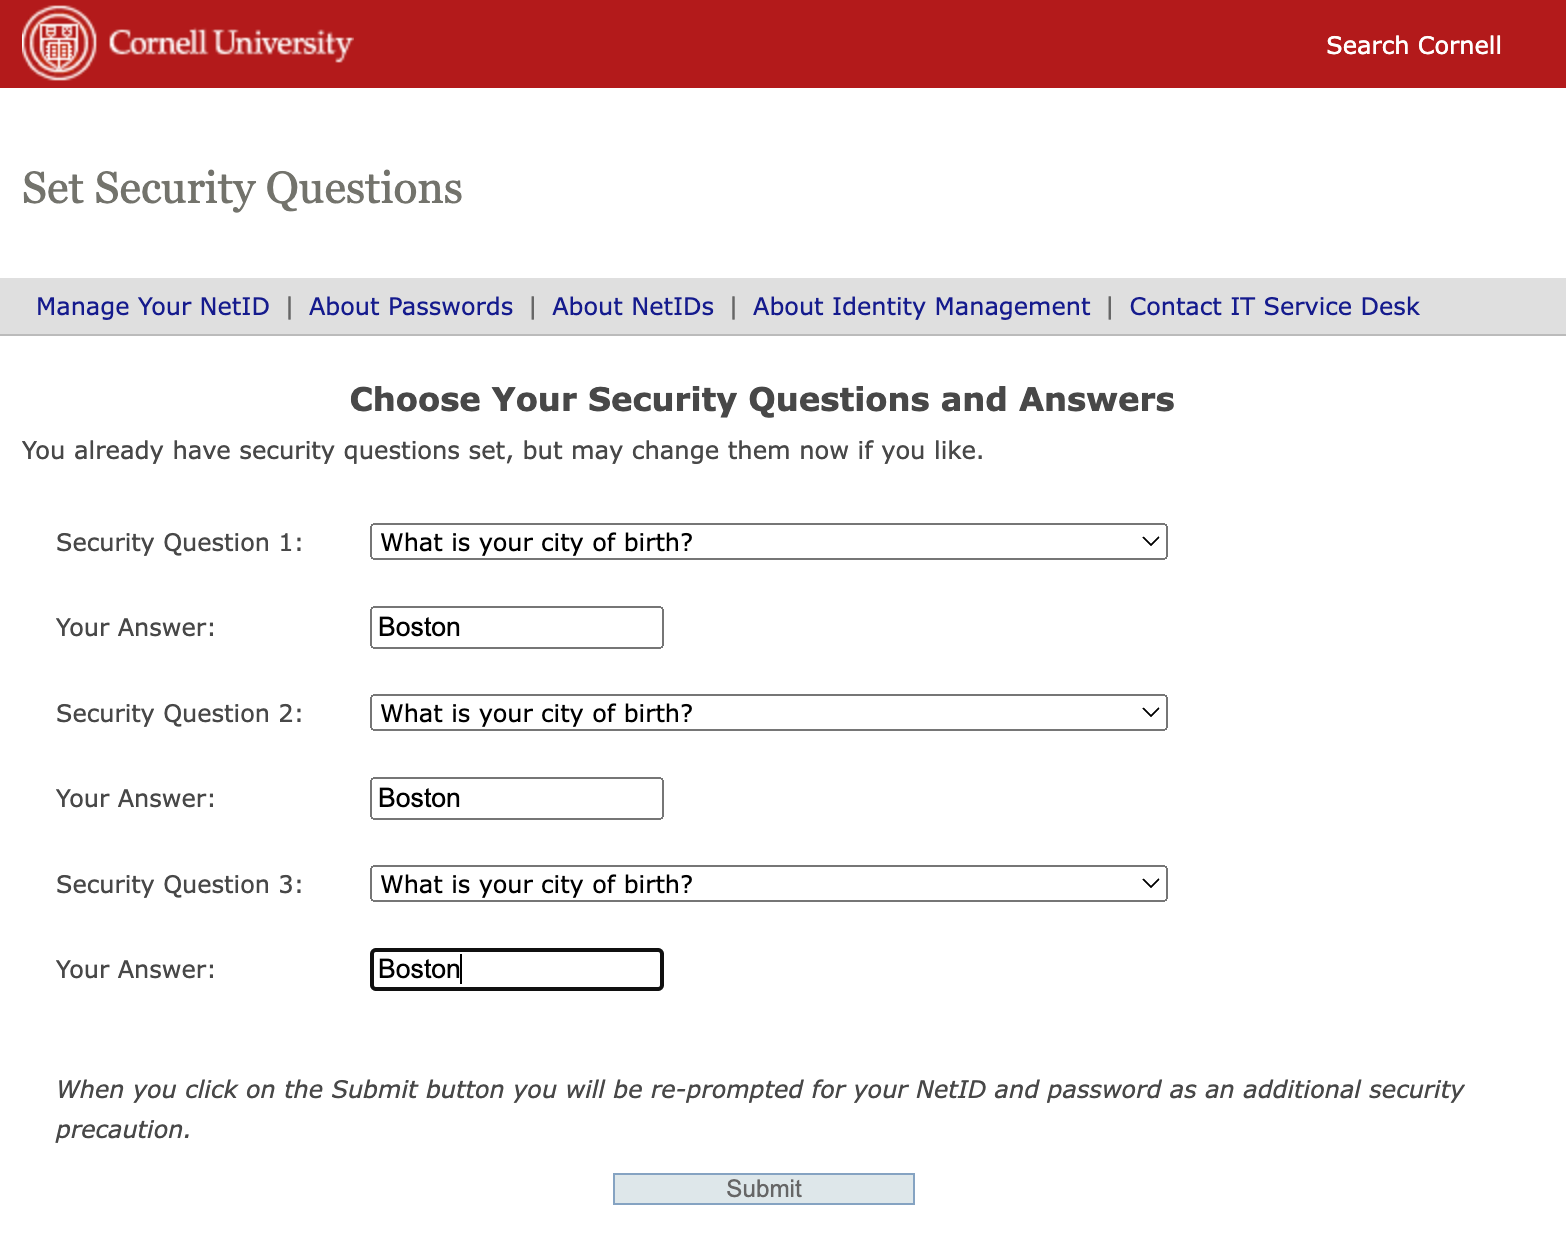 Cornell University
Search Cornell
Set Security Questions
Manage Your NetID | About Passwords | About NetIDs | About Identity Management | Contact IT Service Desk
Choose Your Security Questions and Answers
You already have security questions set, but may change them now if you like.
Security Question 1: What is your city of birth?
Your Answer: Boston
Security Question 2: What is your city of birth?
Your Answer: Boston
Security Question 3: What is your city of birth?
Your Answer: Boston
When you click on the Submit button you will be re-prompted for your NetID and password as an additional security
precaution.
Submit